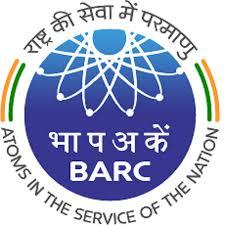 राष्ट्र की सेवा में परमाणु
भा प अ कें
BARC
ATOMS IN THE SERVICE OF THE NATION